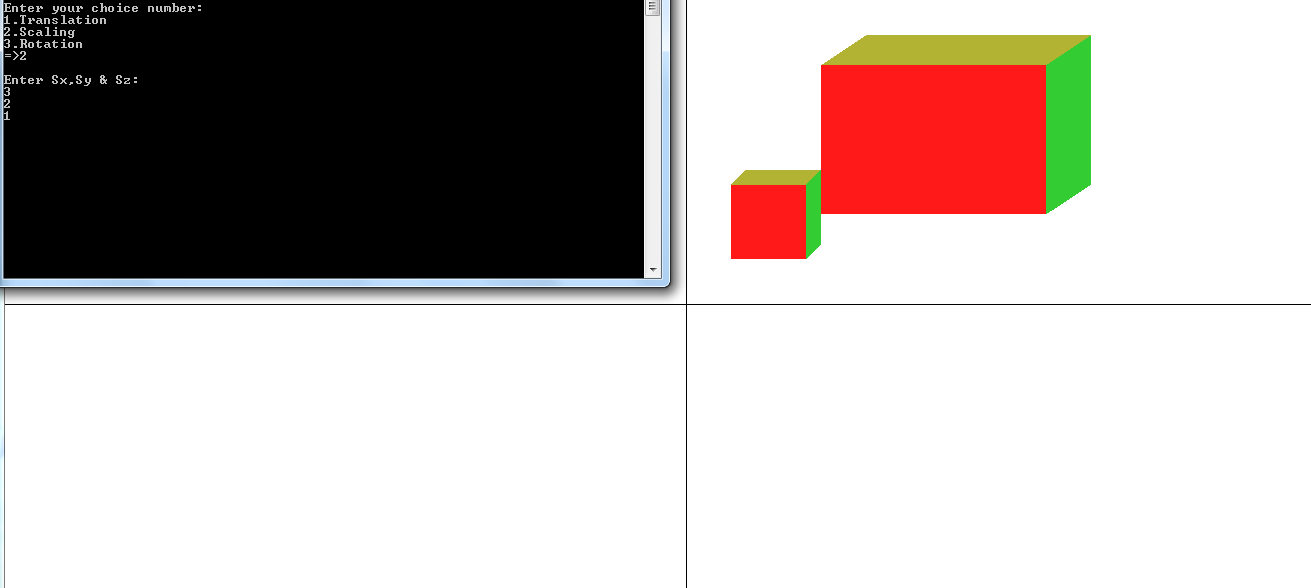 Enter your choice number:
1.Translation
2.Scaling
3.Rotation
=>2
Enter Sx,Sy & Sz:
3
2
1